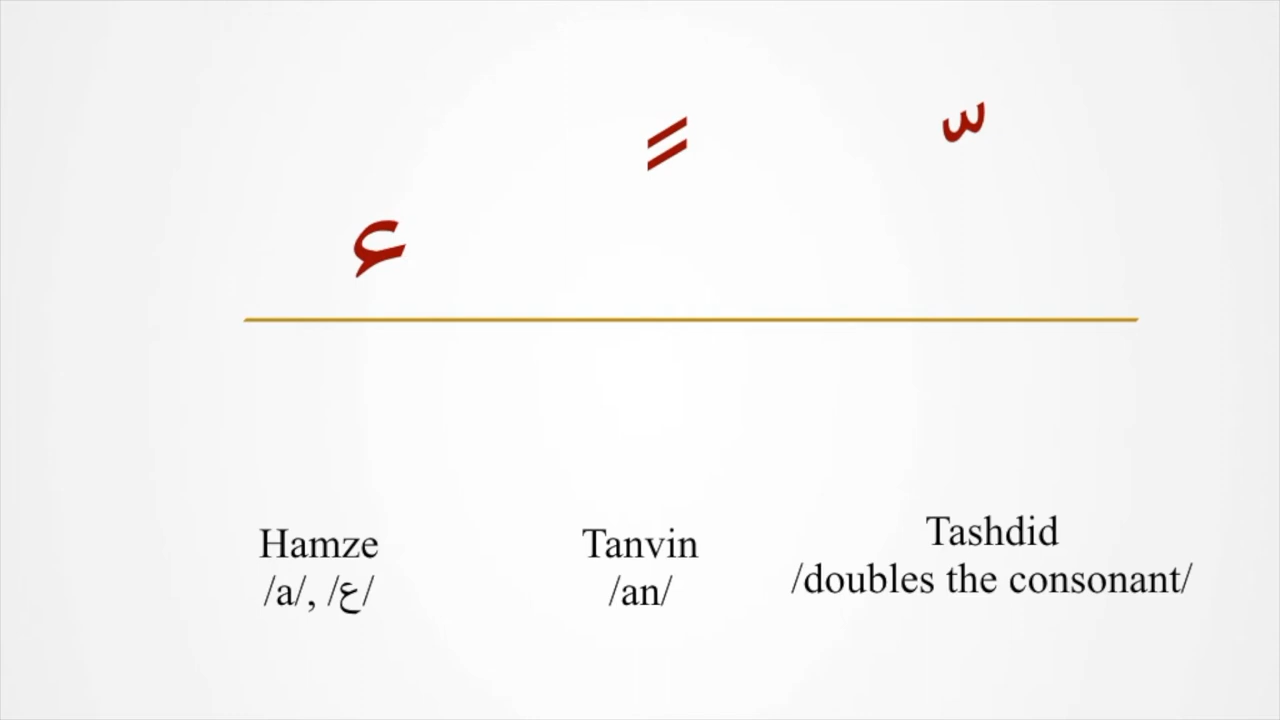 ء ً ّ
Hamze
/a/, /ع/
Tanvin
/an/
Tashdid
/doubles the consonant/